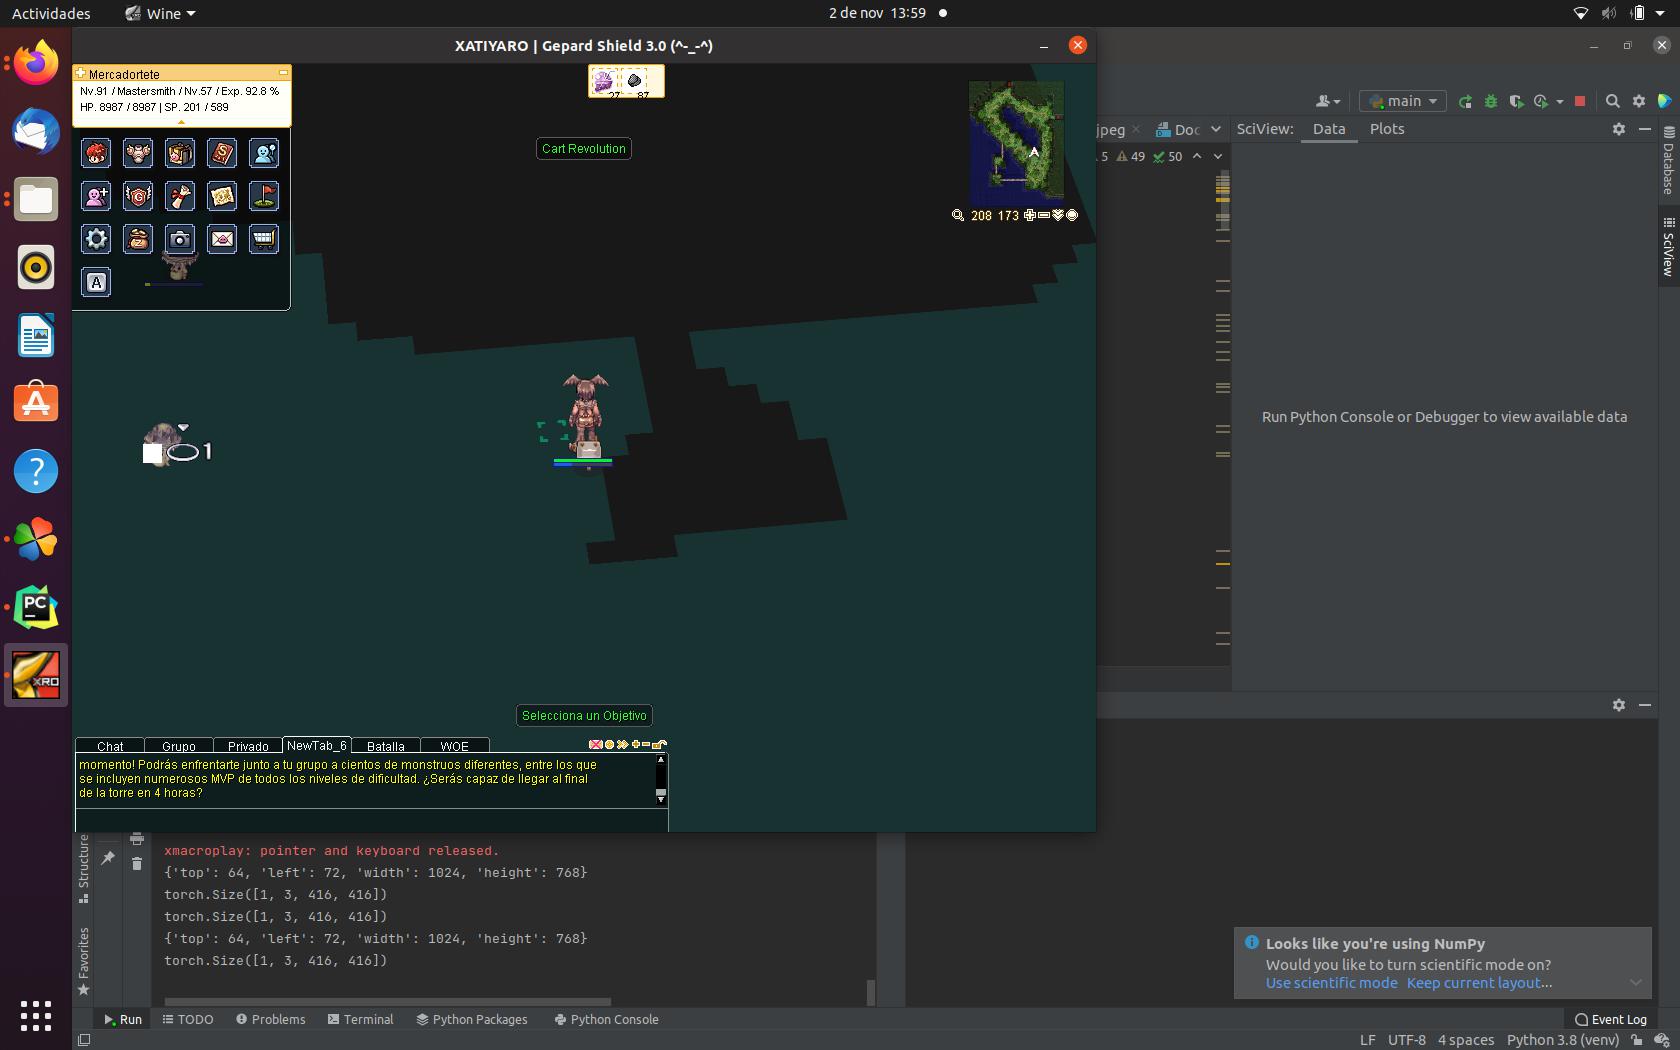 Actividades
Wine
2 de nov 13:59
XATIYARO | Gepard Shield 3.0 (^-_-^)
Mercadortete
Nv.91 / Mastersmith / Nv.57 / Exp. 92.8 %
HP. 8987 / 8987 | SP. 201 / 589
27
87
Cart Revolution
208 173
A
1
Selecciona un Objetivo
Chat
Grupo
Privado
NewTab_6
Batalla
WOE
momento! Podrás enfrentarte junto a tu grupo a cientos de monstruos diferentes, entre los que
se incluyen numerosos MVP de todos los niveles de dificultad. ¿Serás capaz de llegar al final
de la torre en 4 horas?
main
jpeg
Doc
SciView:
Data
Plots
5
49
50
Database
SciView
Run Python Console or Debugger to view available data
PC
XRO
Structure
Favorites
xmacroplay: pointer and keyboard released.
{'top': 64, 'left': 72, 'width': 1024, 'height': 768}
torch.Size([1, 3, 416, 416])
torch.Size([1, 3, 416, 416])
{'top': 64, 'left': 72, 'width': 1024, 'height': 768}
torch.Size([1, 3, 416, 416])
Looks like you're using NumPy
Would you like to turn scientific mode on?
Use scientific mode
Keep current layout...
Run
TODO
Problems
Terminal
Python Packages
Python Console
Event Log
LF
UTF-8
4 spaces
Python 3.8 (venv)